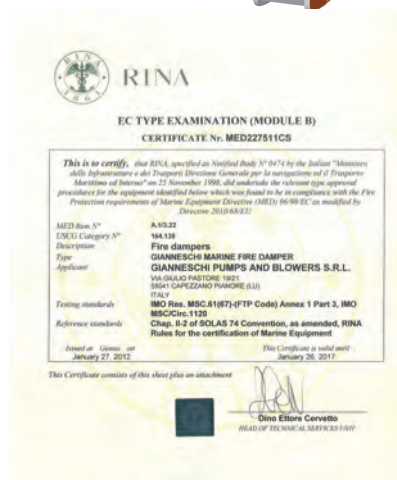 RINA
RINA
1861
EC TYPE EXAMINATION (MODULE B)
CERTIFICATE Nr. MED227511CS
This is to certify, that RINA, specified as Notified Body N° 0474 by the Italian "Ministero
delle Infrastrutture e dei Trasporti Direzione Generale per la navigazione ed il Trasporto
Marittimo ed Interno" on 25 November 1998, did undertake the relevant type approval
procedures for the equipment identified below which was found to be in compliance with the Fire
Protection requirements of Marine Equipment Directive (MED) 96/98/EC as modified by
Directive 2010/68/EU
MED Item N° A.1/3.22
USCG Category N° 164.139
Description Fire dampers
Type GIANNESCHI MARINE FIRE DAMPER
Applicant GIANNESCHI PUMPS AND BLOWERS S.R.L.
VIA GIULIO PASTORE 19/21
55041 CAPEZZANO PIANORE (LU)
ITALY
Testing standards IMO Res. MSC.61(67)-(FTP Code) Annex 1 Part 3, IMO
MSC/Circ.1120
Reference standards Chap. II-2 of SOLAS 74 Convention, as amended, RINA
Rules for the certification of Marine Equipment
Issued at Genoa on This Certificate is valid until
January 27. 2012 January 26, 2017
This Certificate consists of this sheet plus an attachment
Dino Ettore Cervetto
HEAD OF TECHNICAL SERVICES UNIT